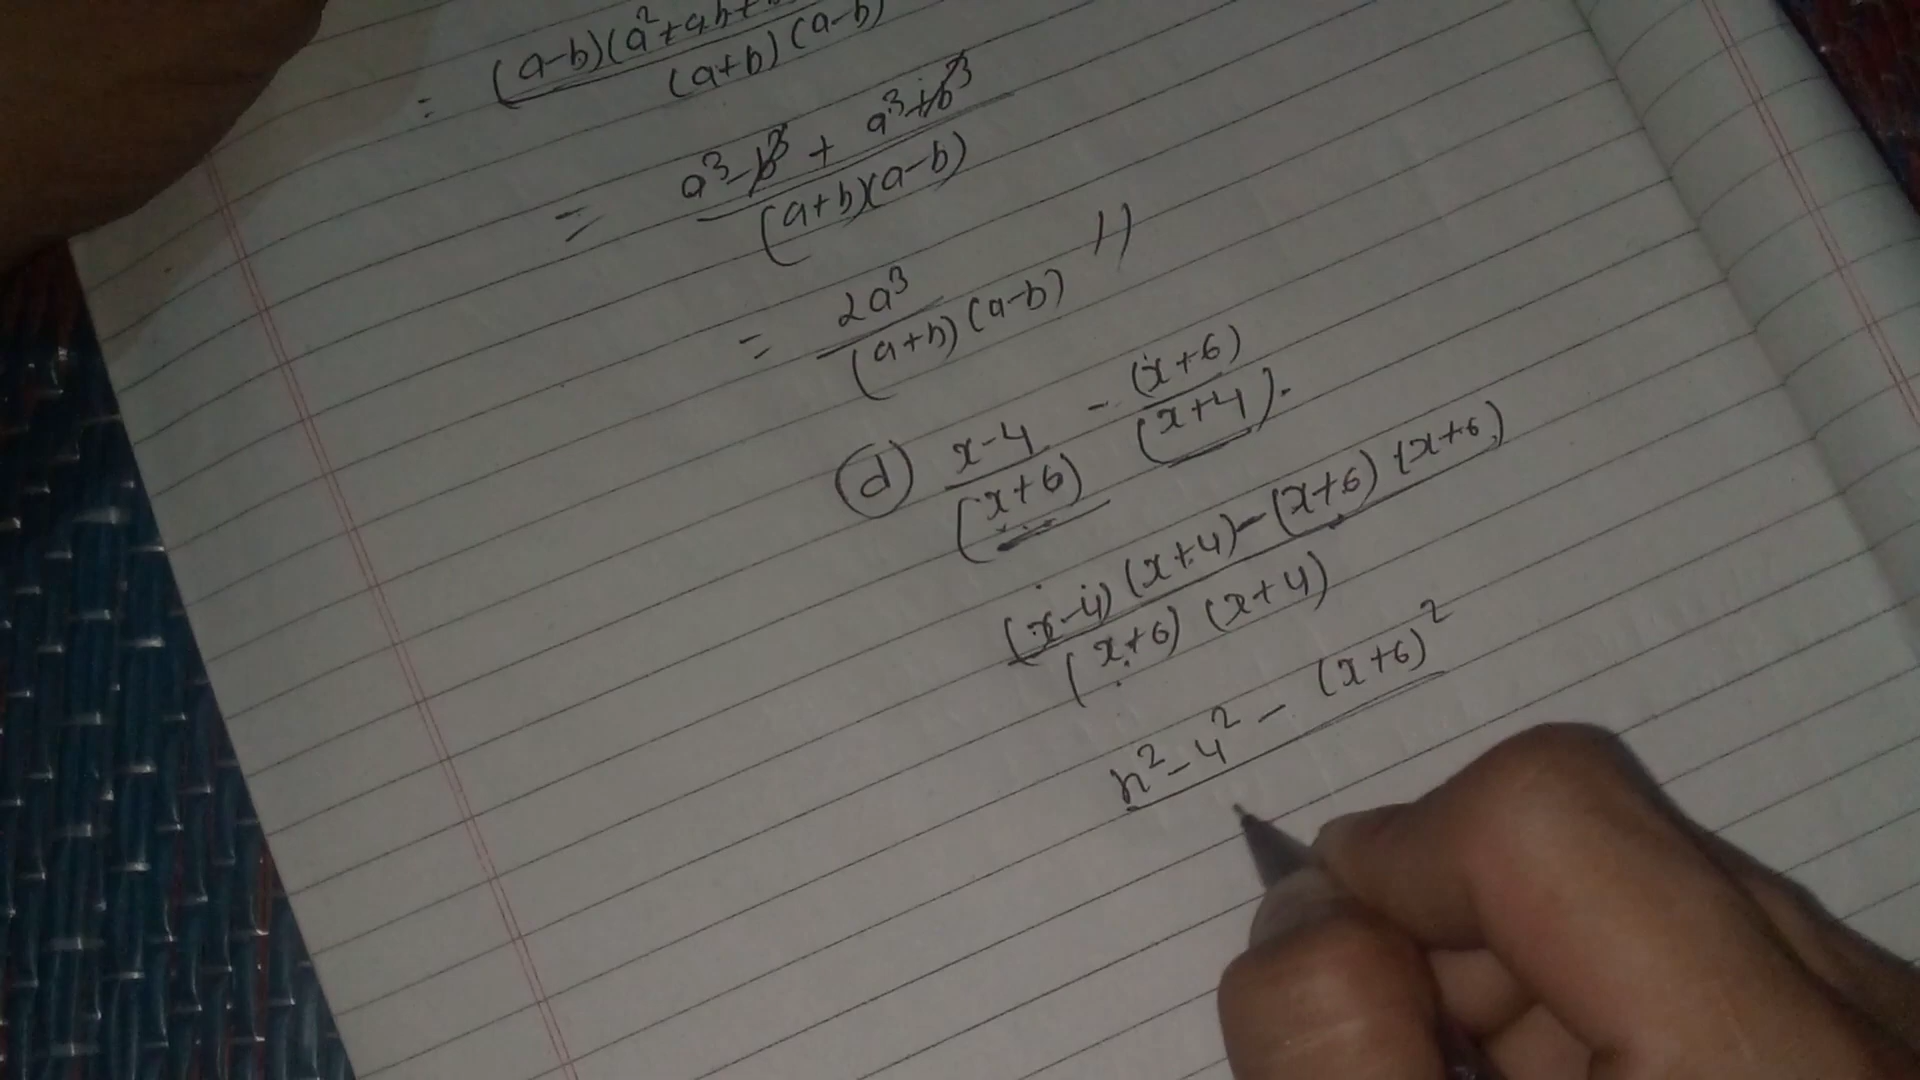 = (a-b)(a²+ab+
(a+b)(a-b)
= a³-b³ + a³+b³
(a+b)(a-b)
= 2a³
(a+b)(a-b) //
(d) x-4 / (x+6) - (x+6) / (x+4).
(x-4)(x+4)-(x+6)(x+6)
(x+6)(x+4)
x²-4² - (x+6)²